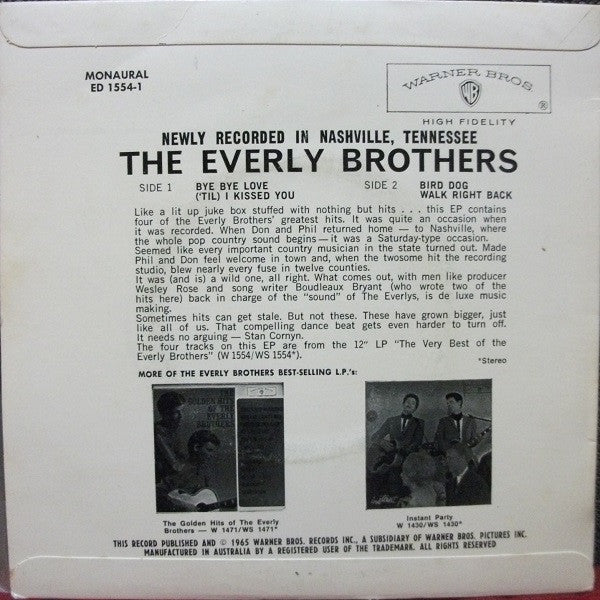 MONAURAL
ED 1554-1
WARNER BROS
WB
®
HIGH FIDELITY
NEWLY RECORDED IN NASHVILLE, TENNESSEE
THE EVERLY BROTHERS
SIDE 1 BYE BYE LOVE
('TIL) I KISSED YOU
SIDE 2 BIRD DOG
WALK RIGHT BACK
Like a lit up juke box stuffed with nothing but hits . . . this EP contains
four of the Everly Brothers' greatest hits. It was quite an occasion when
it was recorded. When Don and Phil returned home — to Nashville, where
the whole pop country sound begins — it was a Saturday-type occasion.
Seemed like every important country musician in the state turned out. Made
Phil and Don feel welcome in town and, when the twosome hit the recording
studio, blew nearly every fuse in twelve counties.
It was (and is) a wild one, all right. What comes out, with men like producer
Wesley Rose and song writer Boudleaux Bryant (who wrote two of the
hits here) back in charge of the "sound" of The Everlys, is de luxe music
making.
Sometimes hits can get stale. But not these. These have grown bigger, just
like all of us. That compelling dance beat gets even harder to turn off.
It needs no arguing — Stan Cornyn.
The four tracks on this EP are from the 12" LP "The Very Best of the
Everly Brothers" (W 1554/WS 1554*).
*Stereo
MORE OF THE EVERLY BROTHERS BEST-SELLING L.P.'s:
THE
GOLDEN HITS
OF THE
EVERLY
BROTHERS
The Golden Hits of The Everly
Brothers — W 1471/WS 1471*
Instant Party
W 1430/WS 1430*
THIS RECORD PUBLISHED AND © 1965 WARNER BROS. RECORDS INC., A SUBSIDIARY OF WARNER BROS. PICTURES INC.
MANUFACTURED IN AUSTRALIA BY A REGISTERED USER OF THE TRADEMARK. ALL RIGHTS RESERVED